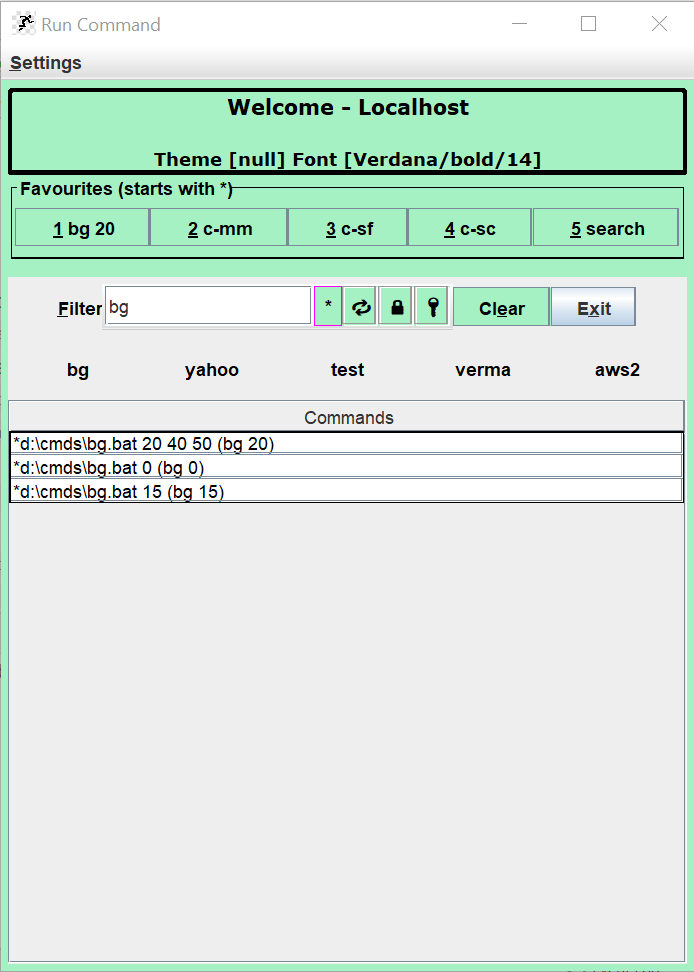 Run Command
Settings
Welcome - Localhost
Theme [null] Font [Verdana/bold/14]
Favourites (starts with *)
1 bg 20 2 c-mm 3 c-sf 4 c-sc 5 search
Filter bg * Clear Exit
bg yahoo test verma aws2
Commands
*d:\cmds\bg.bat 20 40 50 (bg 20)
*d:\cmds\bg.bat 0 (bg 0)
*d:\cmds\bg.bat 15 (bg 15)